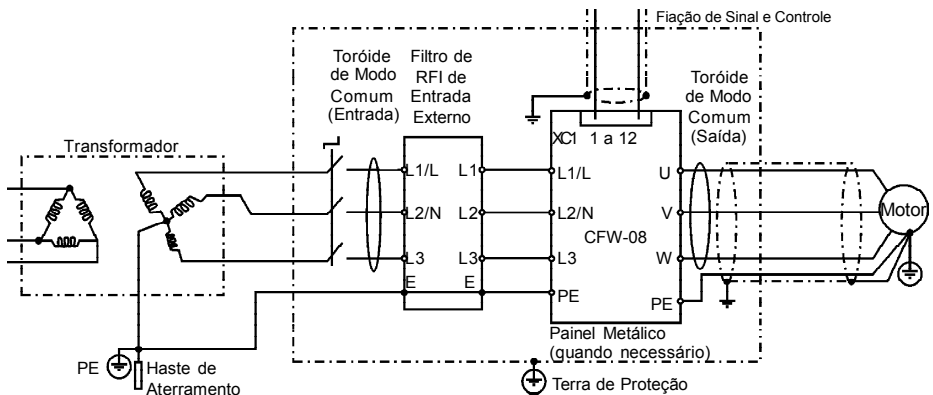 Fiação de Sinal e Controle
Toróide
de Modo
Comum
(Entrada)
Filtro de
RFI de
Entrada
Externo
Toróide
de Modo
Comum
(Saída)
Transformador
XC1 1 a 12
L1/L L1 L1/L U
L2/N L2 L2/N V
CFW-08
Motor
L3 L3 L3 W
E E PE PE
Painel Metálico
(quando necessário)
PE
Haste de
Aterramento
Terra de Proteção